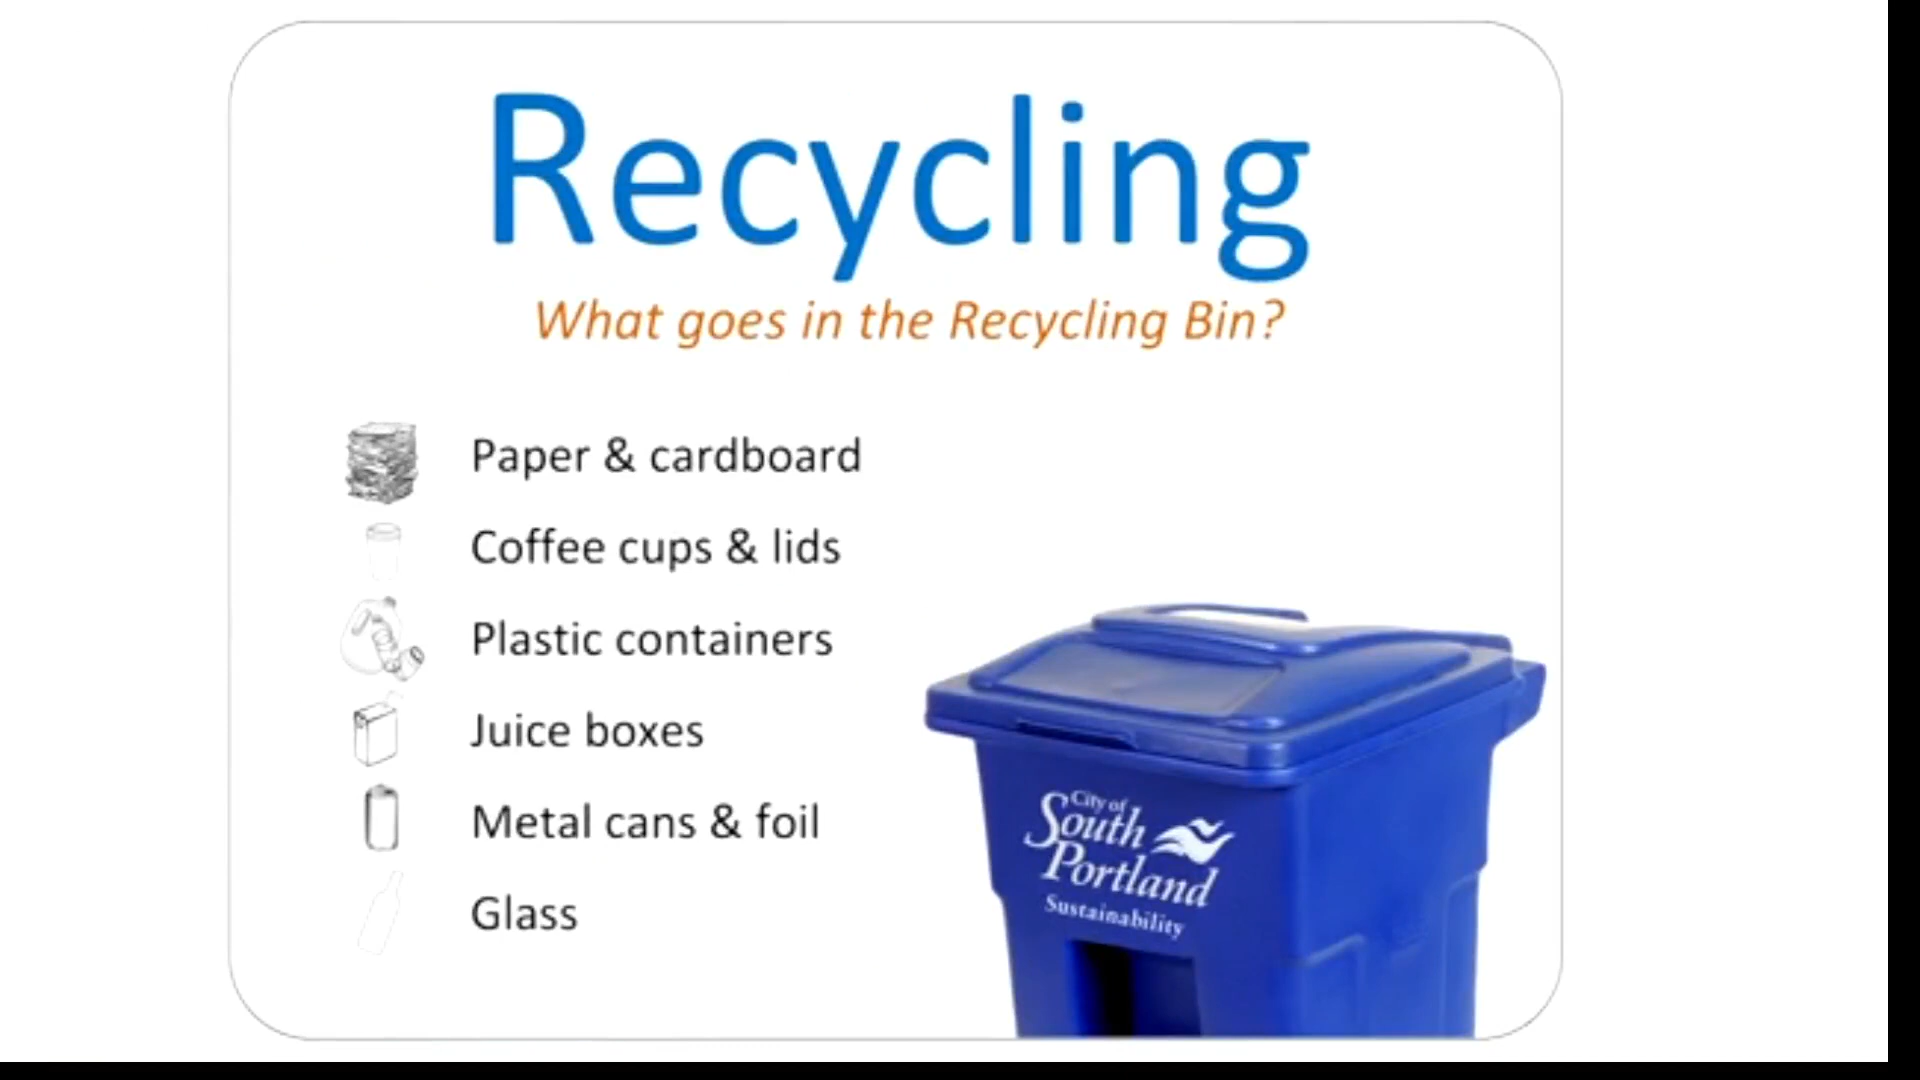 Recycling
What goes in the Recycling Bin?
Paper & cardboard
Coffee cups & lids
Plastic containers
Juice boxes
Metal cans & foil
Glass
City of
South
Portland
Sustainability